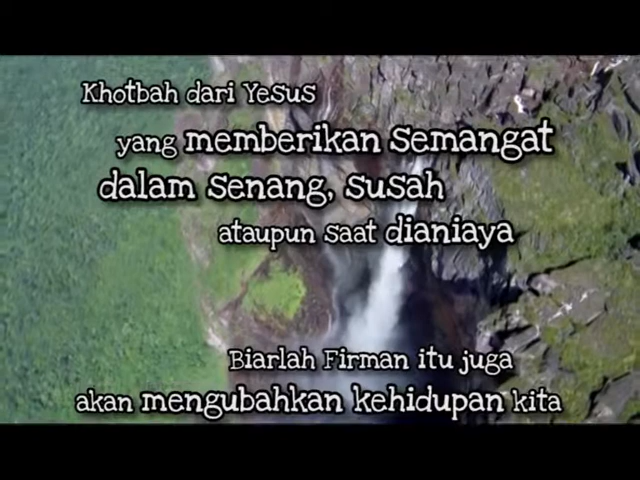 Khotbah dari Yesus
yang memberikan semangat
dalam senang, susah
ataupun saat dianiaya
Biarlah Firman itu juga
akan mengubahkan kehidupan kita